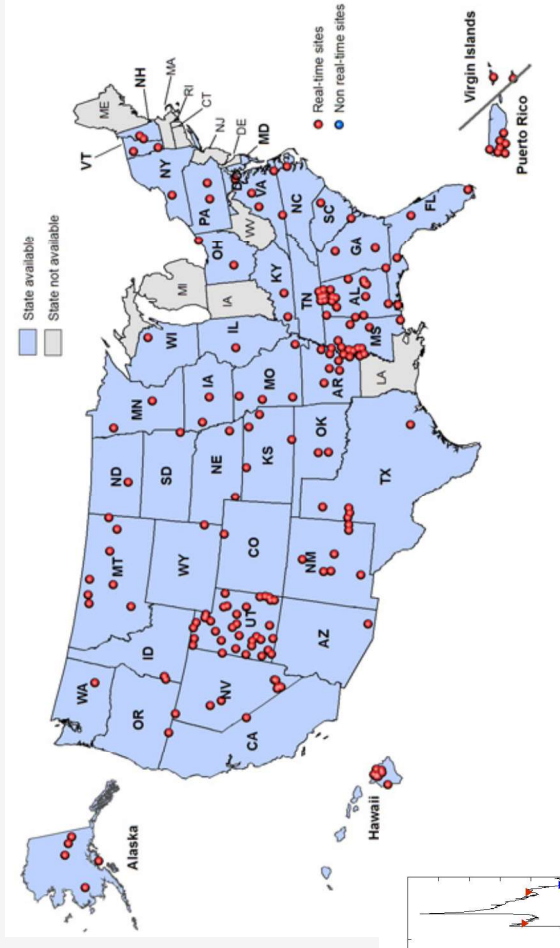 State available
State not available
Real-time sites
Non real-time sites
Virgin Islands
Puerto Rico
Alaska
Hawaii
WA
OR
CA
ID
NV
MT
WY
UT
AZ
CO
NM
ND
SD
NE
KS
OK
TX
MN
IA
MO
AR
LA
WI
IL
MI
IA
KY
TN
MS
AL
GA
FL
SC
NC
VA
WV
OH
PA
NY
VT
NH
ME
MA
RI
CT
NJ
DE
MD